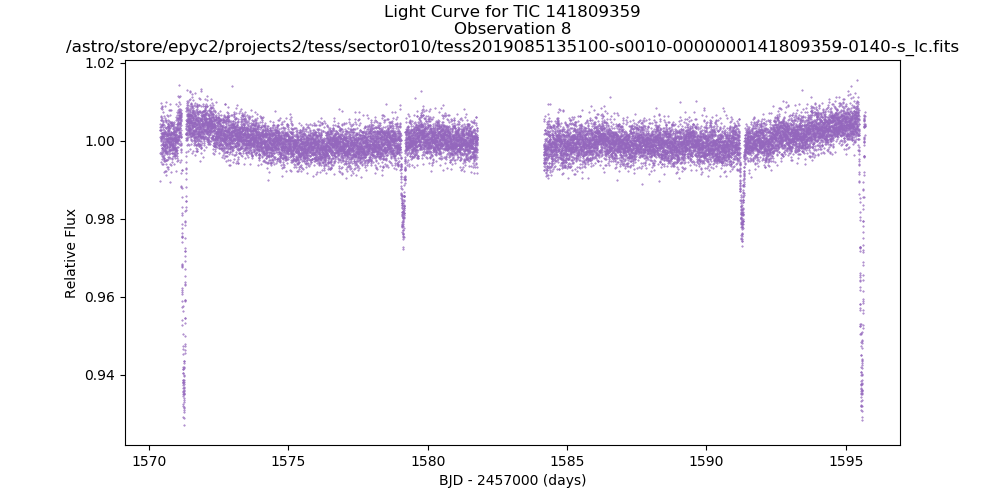 Light Curve for TIC 141809359
Observation 8
/astro/store/epyc2/projects2/tess/sector010/tess2019085135100-s0010-0000000141809359-0140-s_lc.fits
1.02
1.00
0.98
0.96
0.94
Relative Flux
1570
1575
1580
1585
1590
1595
BJD - 2457000 (days)